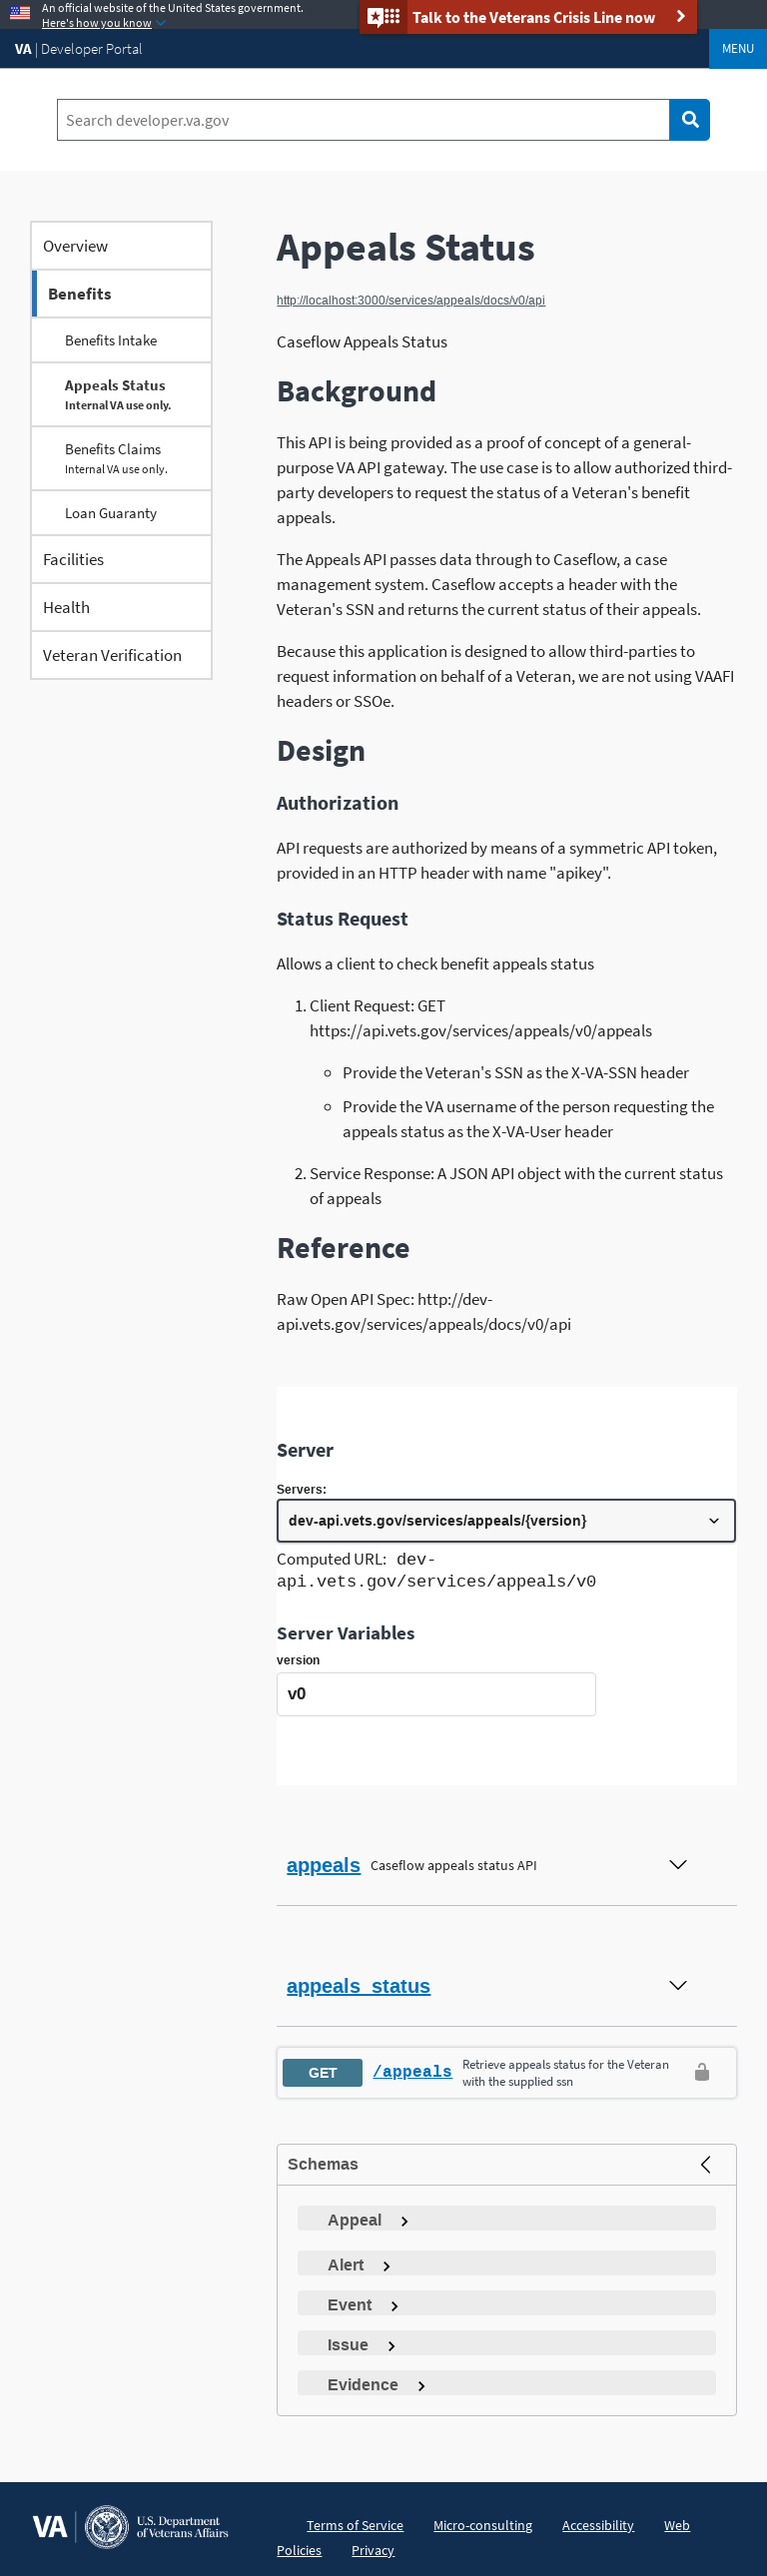 An official website of the United States government.
Here's how you know
Talk to the Veterans Crisis Line now
VA | Developer Portal
MENU
Search developer.va.gov
Overview
Benefits
Benefits Intake
Appeals Status
Internal VA use only.
Benefits Claims
Internal VA use only.
Loan Guaranty
Facilities
Health
Veteran Verification
Appeals Status
http://localhost:3000/services/appeals/docs/v0/api
Caseflow Appeals Status
Background
This API is being provided as a proof of concept of a general-
purpose VA API gateway. The use case is to allow authorized third-
party developers to request the status of a Veteran's benefit
appeals.
The Appeals API passes data through to Caseflow, a case
management system. Caseflow accepts a header with the
Veteran's SSN and returns the current status of their appeals.
Because this application is designed to allow third-parties to
request information on behalf of a Veteran, we are not using VAAFI
headers or SSOe.
Design
Authorization
API requests are authorized by means of a symmetric API token,
provided in an HTTP header with name "apikey".
Status Request
Allows a client to check benefit appeals status
1. Client Request: GET
https://api.vets.gov/services/appeals/v0/appeals
Provide the Veteran's SSN as the X-VA-SSN header
Provide the VA username of the person requesting the
appeals status as the X-VA-User header
2. Service Response: A JSON API object with the current status
of appeals
Reference
Raw Open API Spec: http://dev-
api.vets.gov/services/appeals/docs/v0/api
Server
Servers:
dev-api.vets.gov/services/appeals/{version}
Computed URL: dev-
api.vets.gov/services/appeals/v0
Server Variables
version
v0
appeals Caseflow appeals status API
appeals_status
GET /appeals Retrieve appeals status for the Veteran
with the supplied ssn
Schemas
Appeal
Alert
Event
Issue
Evidence
VA
U.S. Department
of Veterans Affairs
Terms of Service Micro-consulting Accessibility Web
Policies Privacy